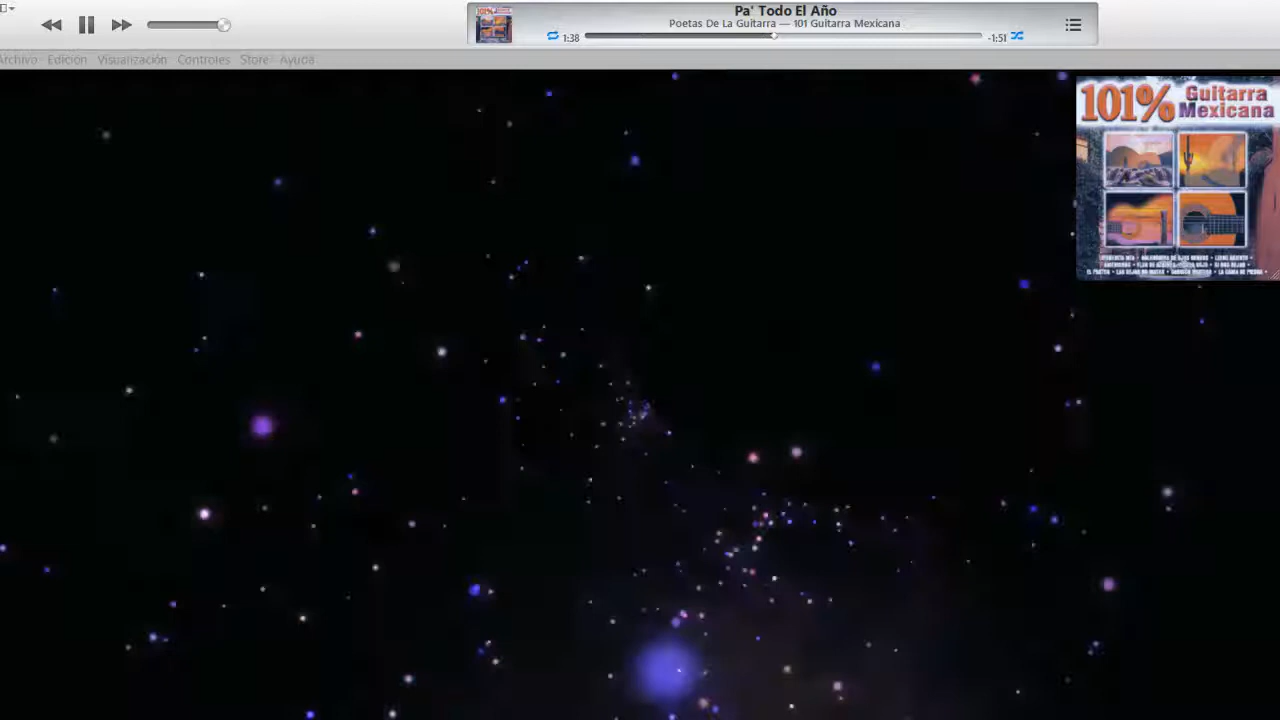 Pa' Todo El Año
Poetas De La Guitarra — 101 Guitarra Mexicana
1:38
-1:51
Archivo Edición Visualización Controles Store Ayuda
101% Guitarra Mexicana